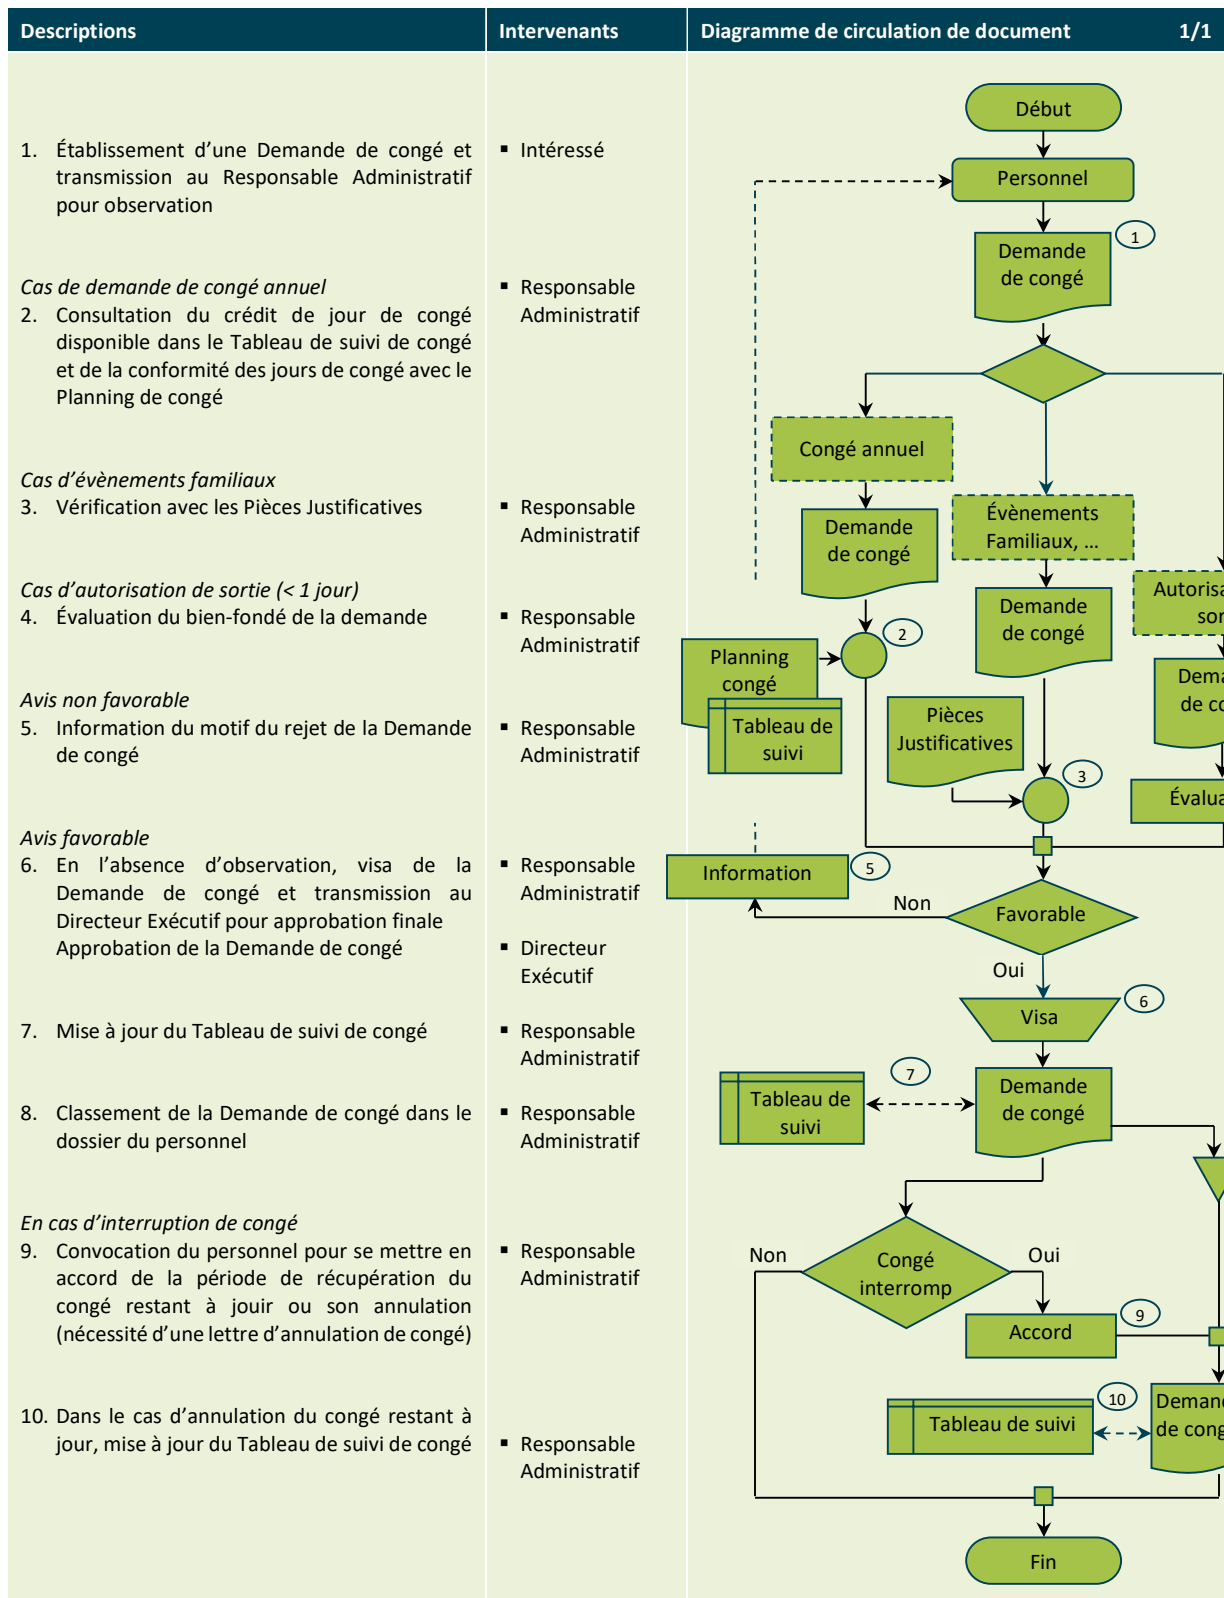 Descriptions
Intervenants
Diagramme de circulation de document 1/1
1. Établissement d’une Demande de congé et
transmission au Responsable Administratif
pour observation
▪ Intéressé
Cas de demande de congé annuel
2. Consultation du crédit de jour de congé
disponible dans le Tableau de suivi de congé
et de la conformité des jours de congé avec le
Planning de congé
▪ Responsable
Administratif
Cas d’évènements familiaux
3. Vérification avec les Pièces Justificatives
▪ Responsable
Administratif
Cas d’autorisation de sortie (< 1 jour)
4. Évaluation du bien-fondé de la demande
▪ Responsable
Administratif
Avis non favorable
5. Information du motif du rejet de la Demande
de congé
▪ Responsable
Administratif
Avis favorable
6. En l’absence d’observation, visa de la
Demande de congé et transmission au
Directeur Exécutif pour approbation finale
Approbation de la Demande de congé
▪ Responsable
Administratif
▪ Directeur
Exécutif
7. Mise à jour du Tableau de suivi de congé
▪ Responsable
Administratif
8. Classement de la Demande de congé dans le
dossier du personnel
▪ Responsable
Administratif
En cas d’interruption de congé
9. Convocation du personnel pour se mettre en
accord de la période de récupération du
congé restant à jouir ou son annulation
(nécessité d’une lettre d’annulation de congé)
▪ Responsable
Administratif
10. Dans le cas d’annulation du congé restant à
jour, mise à jour du Tableau de suivi de congé
▪ Responsable
Administratif
Début
Personnel
1
Demande
de congé
Congé annuel
Demande
de congé
Évènements
Familiaux, ...
Demande
de congé
2
Planning
congé
Tableau de
suivi
Pièces
Justificatives
de
3
Information
5
Non
Favorable
Oui
6
Visa
7
Tableau de
suivi
Demande
de congé
Non
Congé
interromp
Oui
9
Accord
10
Tableau de suivi
de
Fin